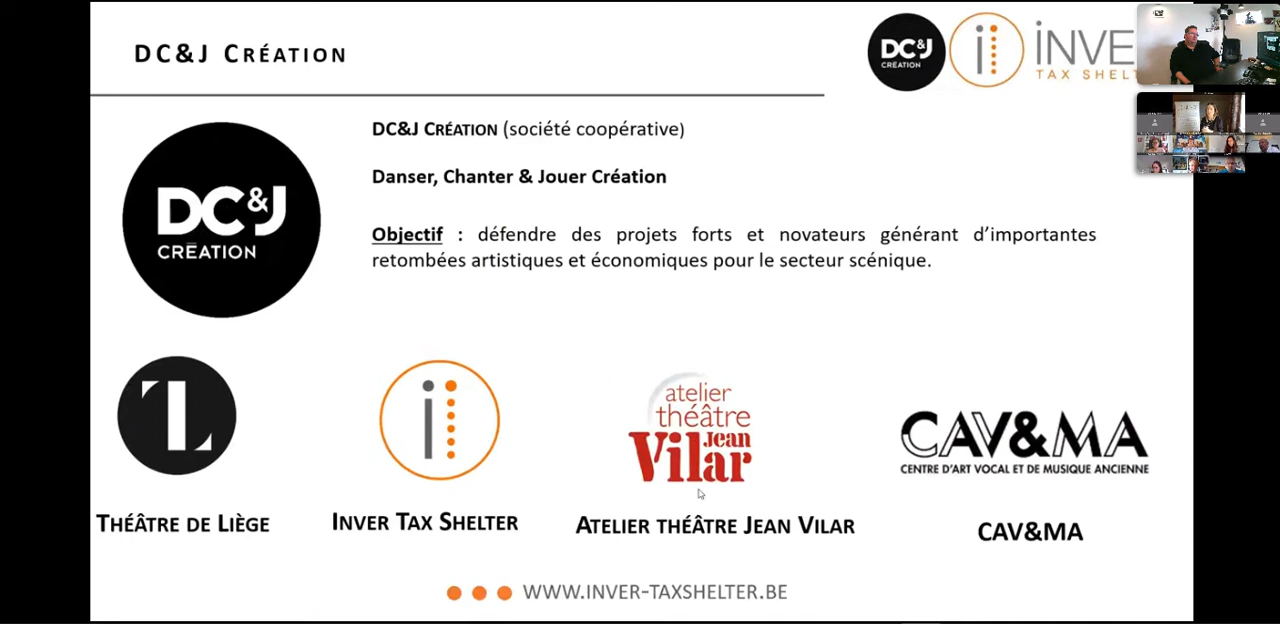 DC&J CRÉATION
DC&J
CRÉATION
INVE
TAX SHELT
DC&J CRÉATION (société coopérative)
Danser, Chanter & Jouer Création
DC&J
CRÉATION
Objectif : défendre des projets forts et novateurs générant d'importantes
retombées artistiques et économiques pour le secteur scénique.
TL
atelier
théâtre
Jean
Vilar
CAV&MA
CENTRE D'ART VOCAL ET DE MUSIQUE ANCIENNE
THÉÂTRE DE LIÈGE
INVER TAX SHELTER
ATELIER THÉÂTRE JEAN VILAR
CAV&MA
WWW.INVER-TAXSHELTER.BE